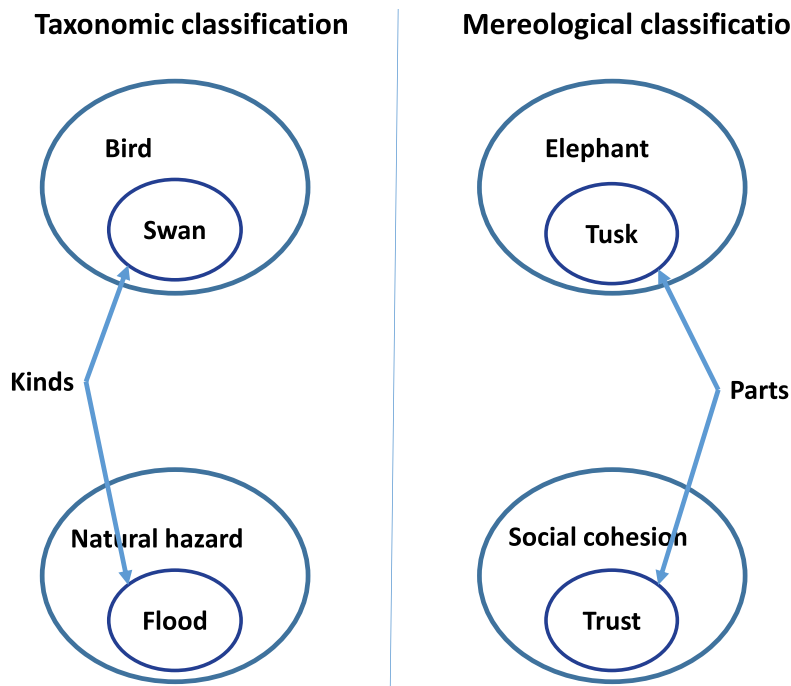 Taxonomic classification
Mereological classificatio
Bird
Swan
Elephant
Tusk
Kinds
Parts
Natural hazard
Flood
Social cohesion
Trust